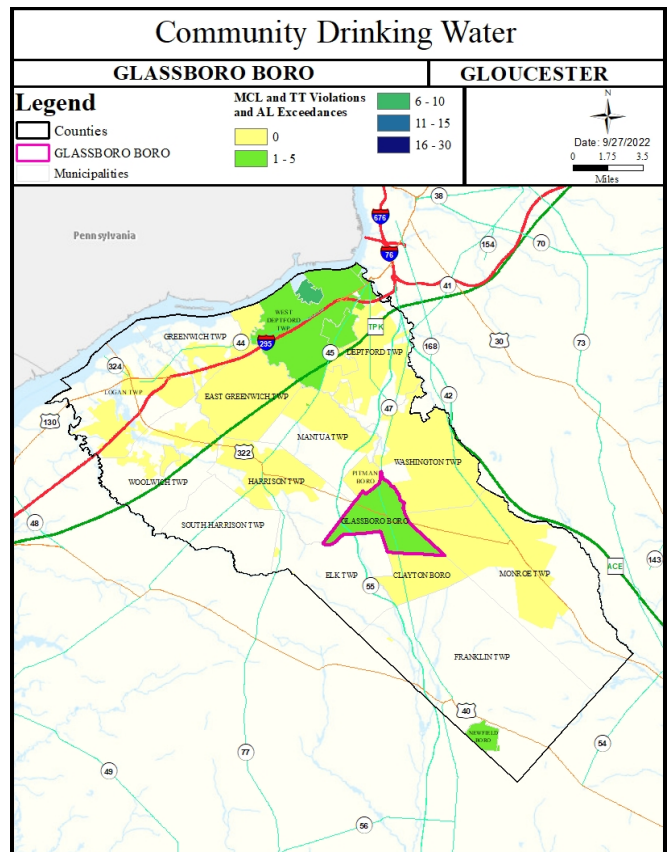 Community Drinking Water
GLASSBORO BORO
GLOUCESTER
Legend
Counties
GLASSBORO BORO
Municipalities
MCL and TT Violations
and AL Exceedances
0
1 - 5
6 - 10
11 - 15
16 - 30
N
Date: 9/27/2022
0 1.75 3.5
Miles
38
676
Pennsylvania
154
70
76
41
WEST
DEPTFORD
TWP
TPK
GREENWICH TWP
44
295
45
DEPTFORD TWP
168
30
73
324
LOGAN TWP
EAST GREENWICH TWP
47
42
130
MANTUA TWP
322
WASHINGTON TWP
PITMAN
BORO
WOOLWICH TWP
HARRISON TWP
48
SOUTH HARRISON TWP
GLASSBORO BORO
143
ACE
ELK TWP
55
CLAYTON BORO
MONROE TWP
FRANKLIN TWP
40
NEWFIELD
BORO
54
77
49
56